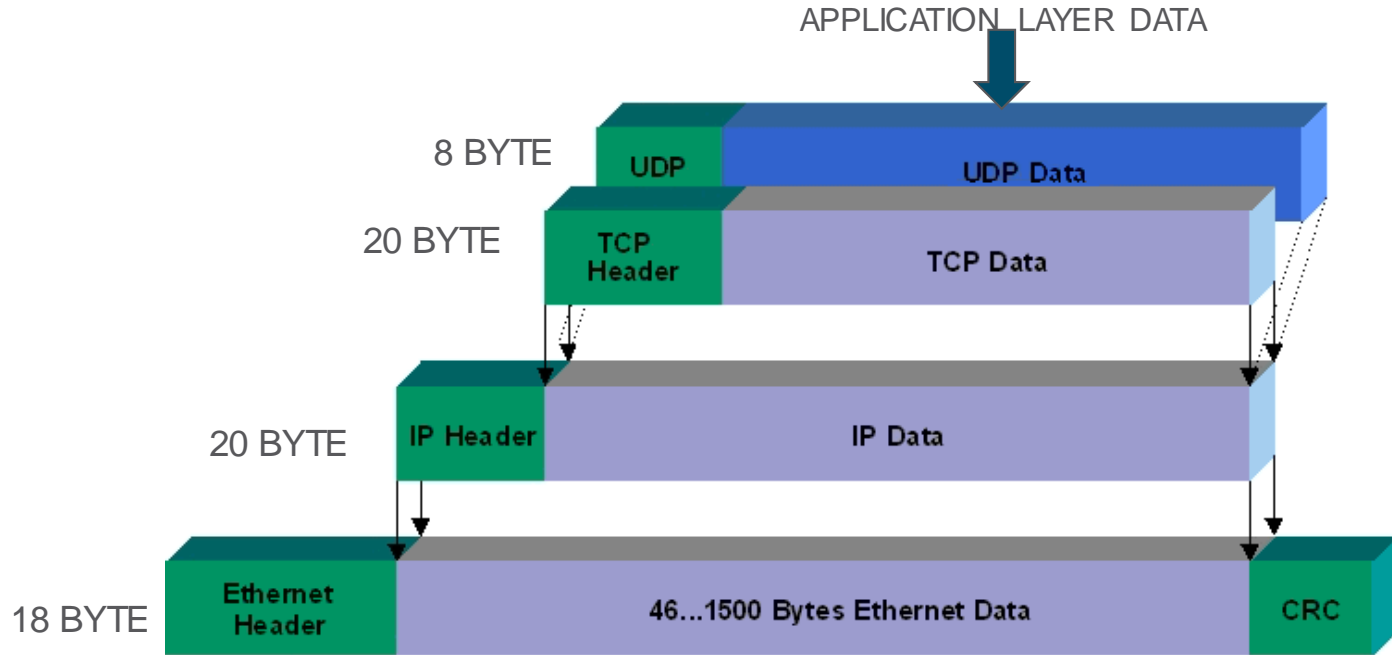 APPLICATION LAYER DATA
8 BYTE
UDP
UDP Data
20 BYTE
TCP
Header
TCP Data
20 BYTE
IP Header
IP Data
18 BYTE
Ethernet
Header
46...1500 Bytes Ethernet Data
CRC